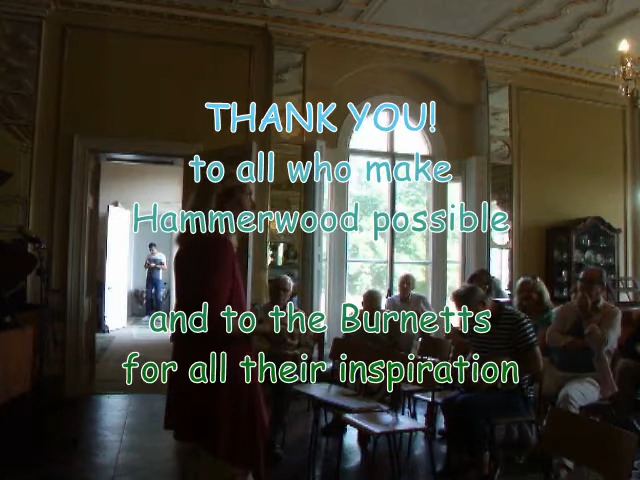 THANK YOU!
to all who make
Hammerwood possible
and to the Burnetts
for all their inspiration